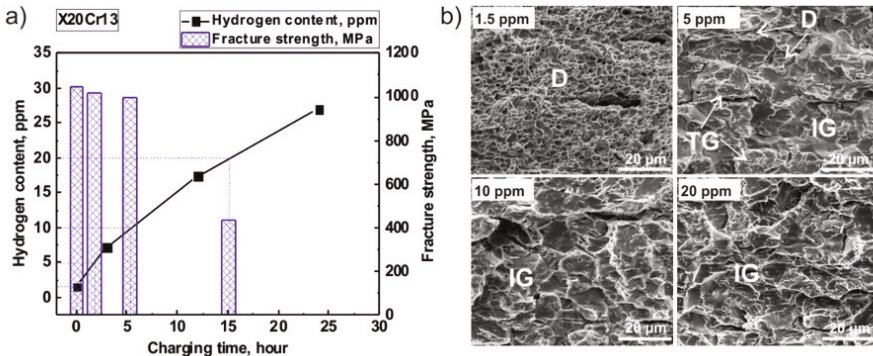 a)
X20Cr13
Hydrogen content, ppm
Fracture strength, MPa
35
30
25
20
15
10
5
0
Hydrogen content, ppm
1200
1000
800
600
400
200
0
Fracture strength, MPa
0 5 10 15 20 25 30
Charging time, hour
b)
1.5 ppm
D
20 µm
5 ppm
D
TG
IG
20 µm
10 ppm
IG
20 µm
20 ppm
IG
20 µm